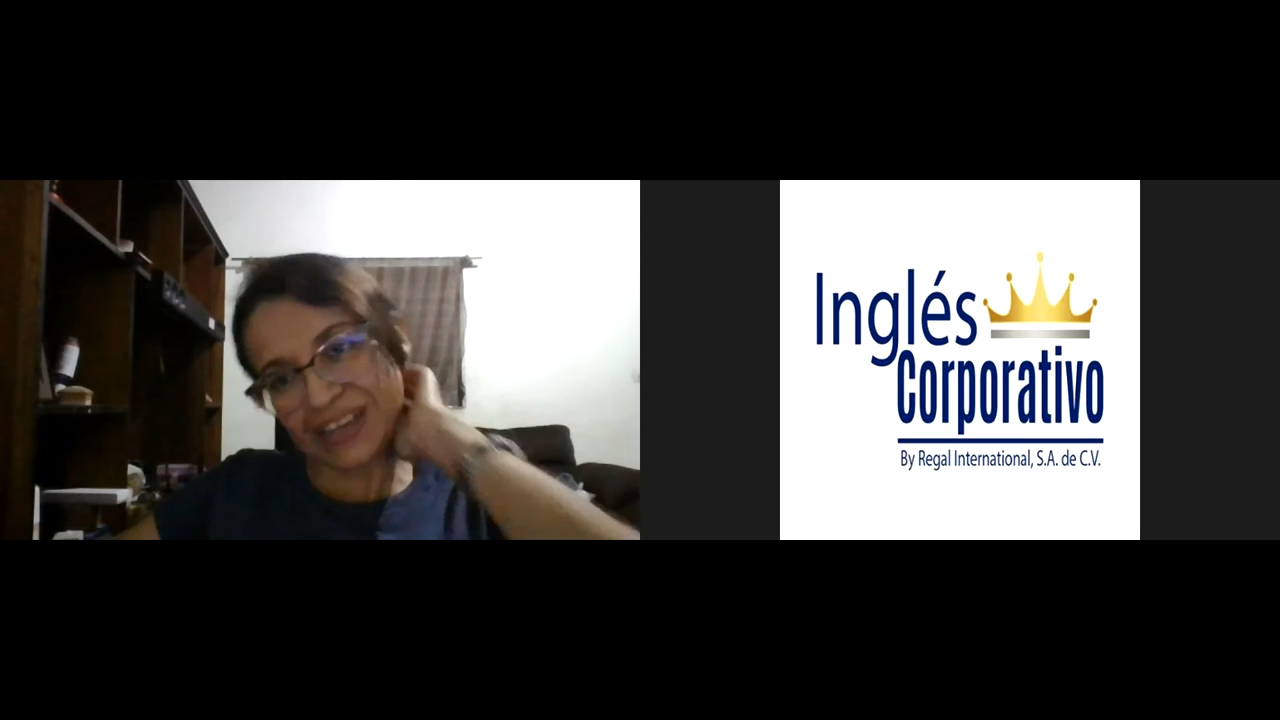 Inglés
Corporativo
By Regal International, S.A. de C.V.